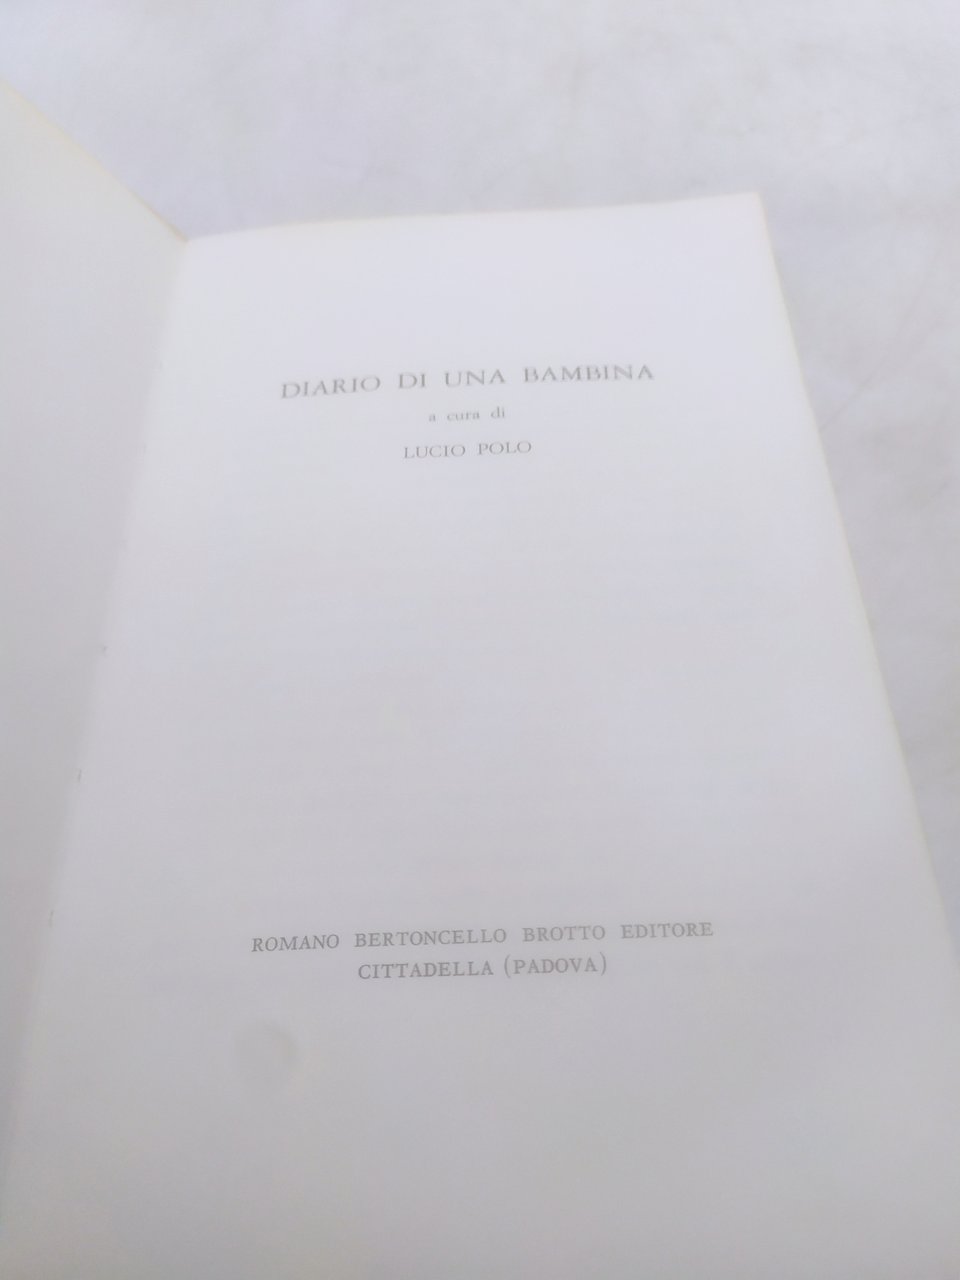 DIARIO DI UNA BAMBINA
a cura di
LUCIO POLO
ROMANO BERTONCELLO BROTTO EDITORE
CITTADELLA (PADOVA)